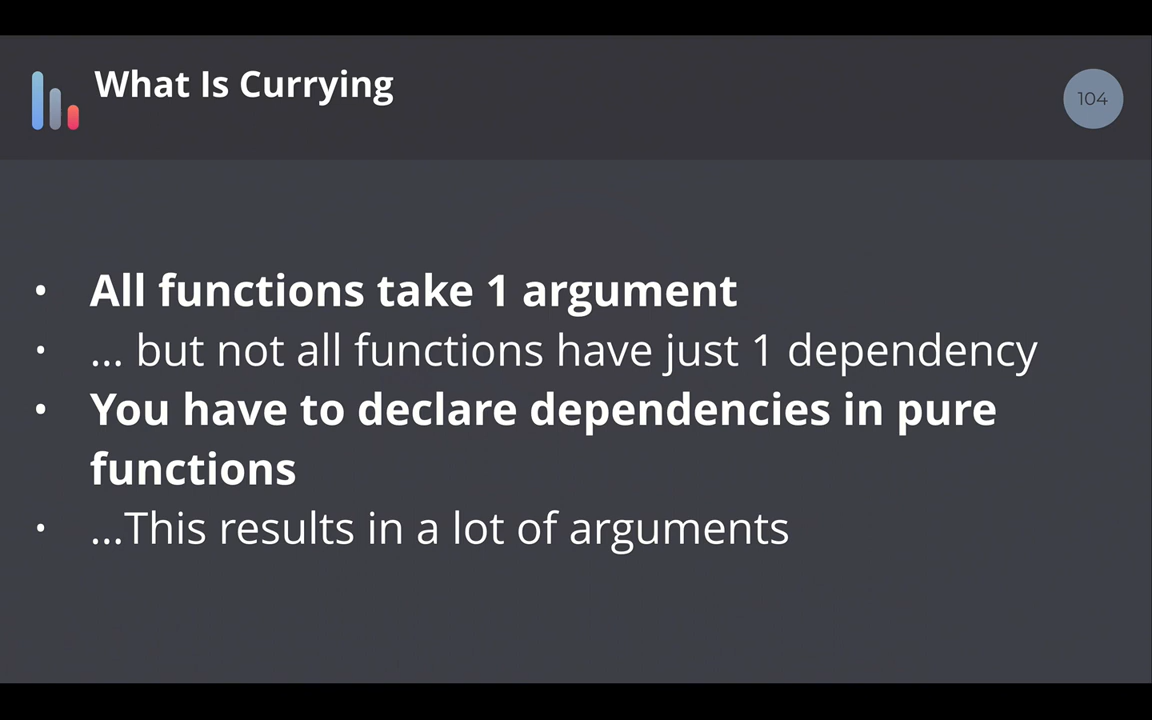 What Is Currying
104
• All functions take 1 argument
• ... but not all functions have just 1 dependency
• You have to declare dependencies in pure
functions
• ...This results in a lot of arguments